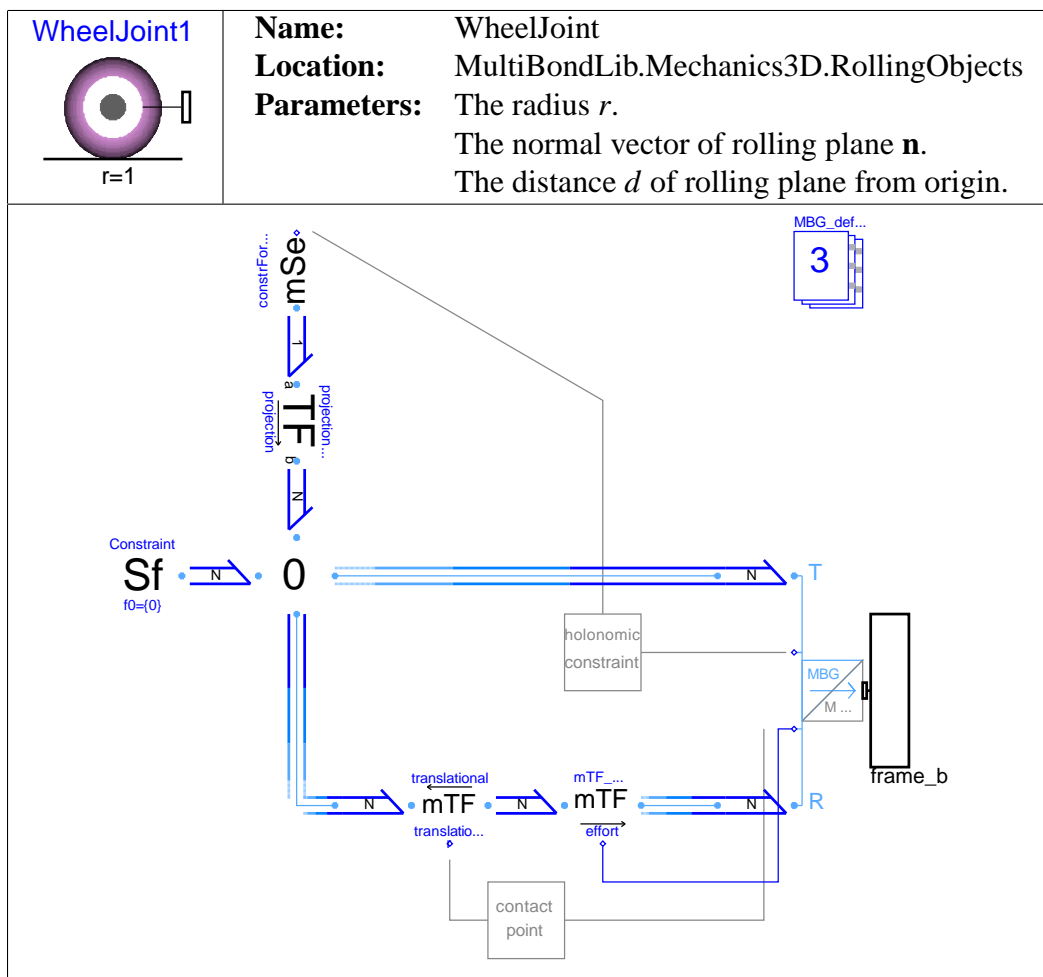 WheelJoint1
r=1
Name: WheelJoint
Location: MultiBondLib.Mechanics3D.RollingObjects
Parameters: The radius r.
The normal vector of rolling plane n.
The distance d of rolling plane from origin.
MBG_def...
3
constrFor...
mSe
1
a
projection
TF
projection...
b
N
Constraint
Sf
f0={0}
N
0
N
T
holonomic
constraint
MBG
M ...
frame_b
N
translational
mTF
translatio...
N
mTF_...
mTF
effort
N
R
contact
point